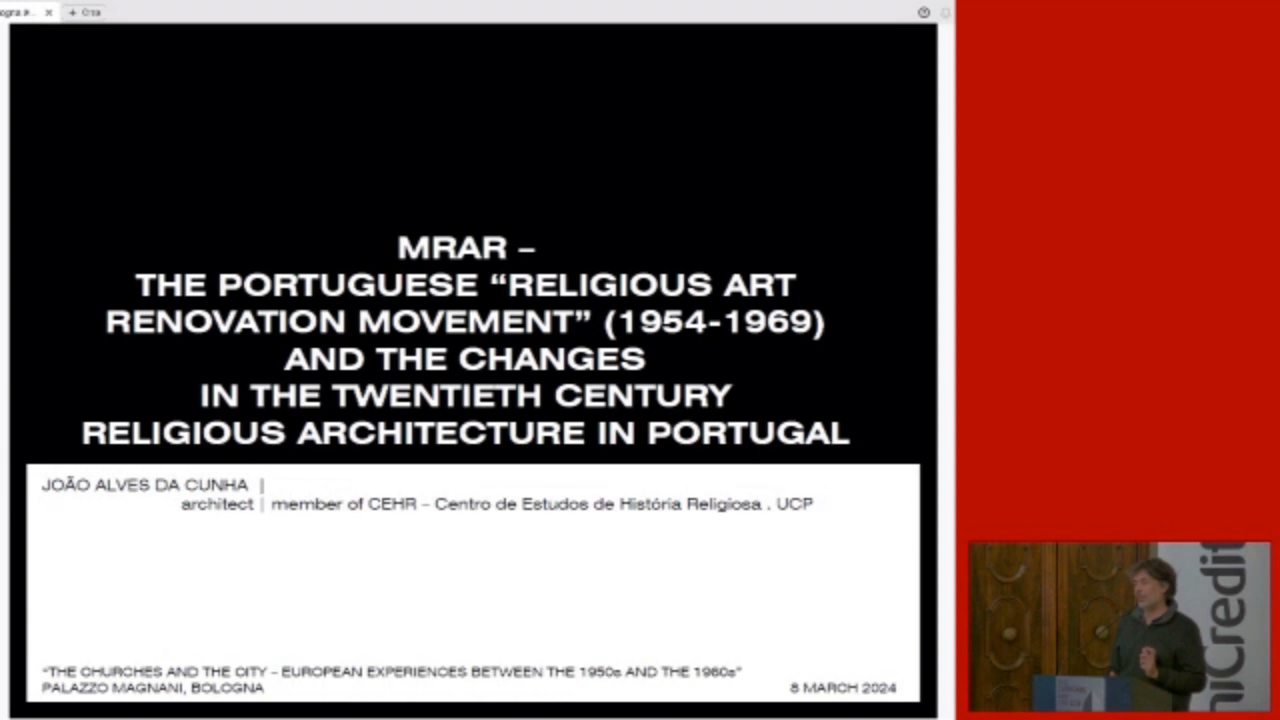 + Crea
MRAR –
THE PORTUGUESE “RELIGIOUS ART
RENOVATION MOVEMENT” (1954-1969)
AND THE CHANGES
IN THE TWENTIETH CENTURY
RELIGIOUS ARCHITECTURE IN PORTUGAL
JOÃO ALVES DA CUNHA |
architect | member of CEHR – Centro de Estudos de História Religiosa . UCP
“THE CHURCHES AND THE CITY – EUROPEAN EXPERIENCES BETWEEN THE 1950s AND THE 1960s”
PALAZZO MAGNANI, BOLOGNA
8 MARCH 2024
niCredit